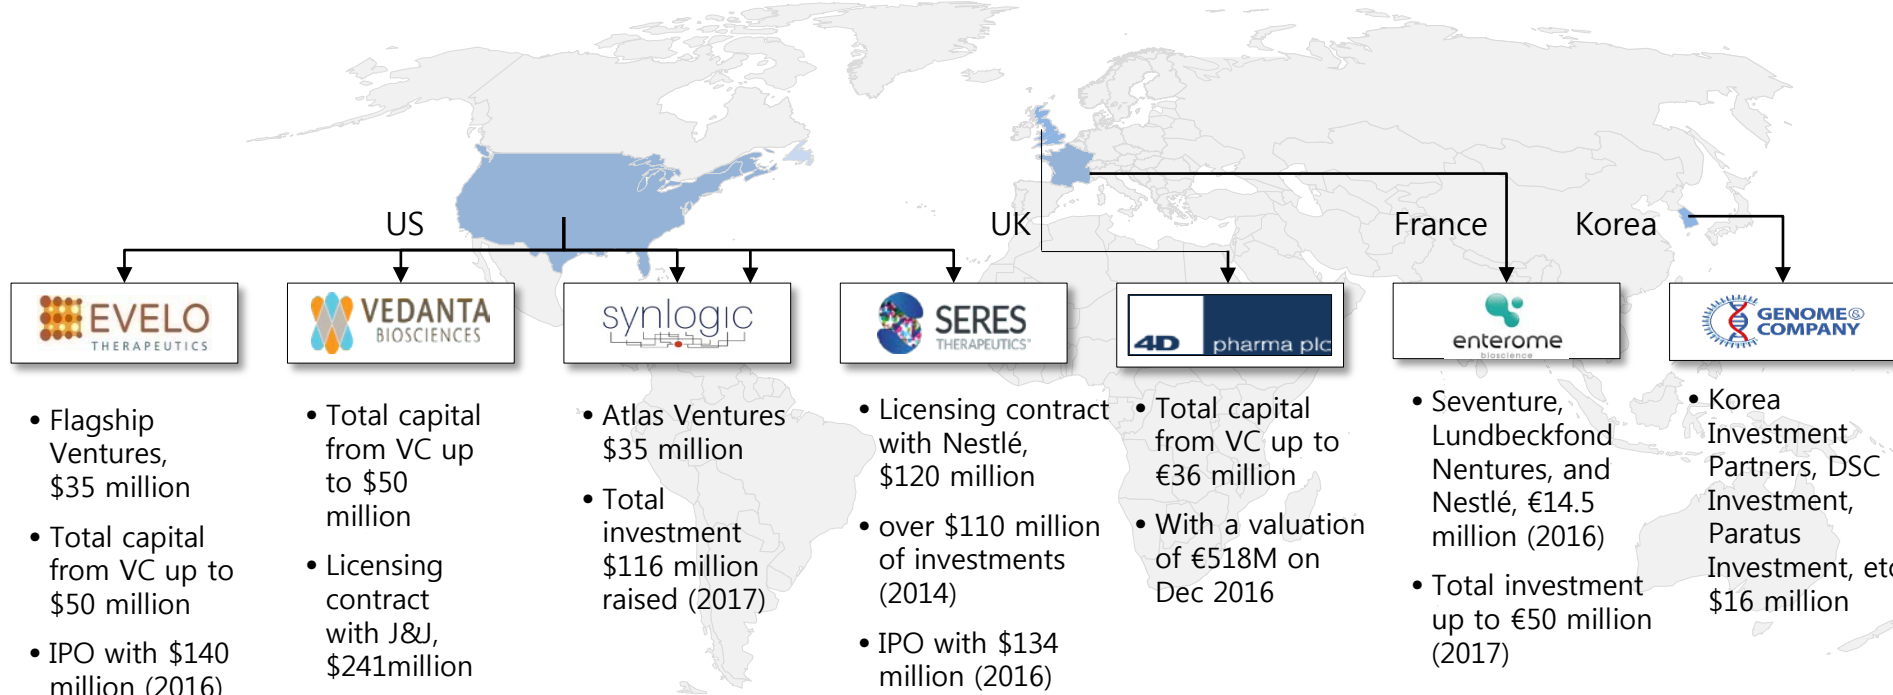 US
UK
France
Korea
EVELO
THERAPEUTICS
VEDANTA
BIOSCIENCES
synlogic
SERES
THERAPEUTICS™
4D
pharma plc
enterome
bioscience
GENOME&
COMPANY
• Flagship
Ventures,
$35 million
• Total capital
from VC up to
$50 million
• IPO with $140
million (2016)
• Total capital
from VC up
to $50
million
• Licensing
contract
with J&J,
$241million
• Atlas Ventures
$35 million
• Total
investment
$116 million
raised (2017)
• Licensing contract
with Nestlé,
$120 million
• over $110 million
of investments
(2014)
• IPO with $134
million (2016)
• Total capital
from VC up to
€36 million
• With a valuation
of €518M on
Dec 2016
• Seventure,
Lundbeckfond
Nentures, and
Nestlé, €14.5
million (2016)
• Total investment
up to €50 million
(2017)
• Korea
Investment
Partners, DSC
Investment,
Paratus
Investment, etc
$16 million